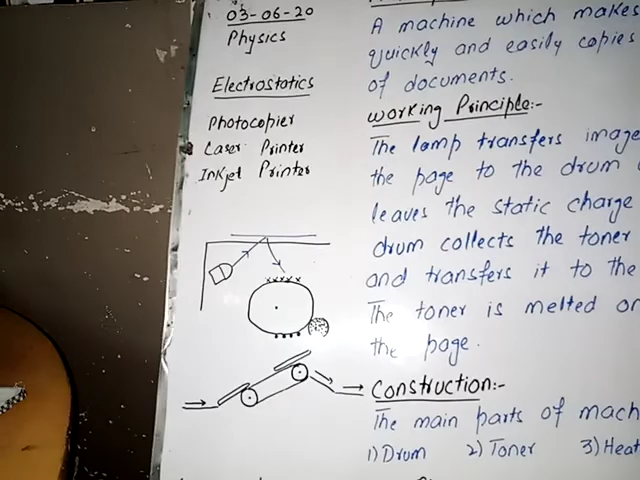 03-06-20
Physics
Electrostatics
Photocopier
Laser Printer
Inkjet Printer
A machine which makes
quickly and easily copies
of documents.
Working Principle:-
The lamp transfers image
the page to the drum
leaves the static charge
drum collects the toner
and transfers it to the
The toner is melted on
the page.
Construction:-
The main parts of mach
1) Drum 2) Toner 3) Heat